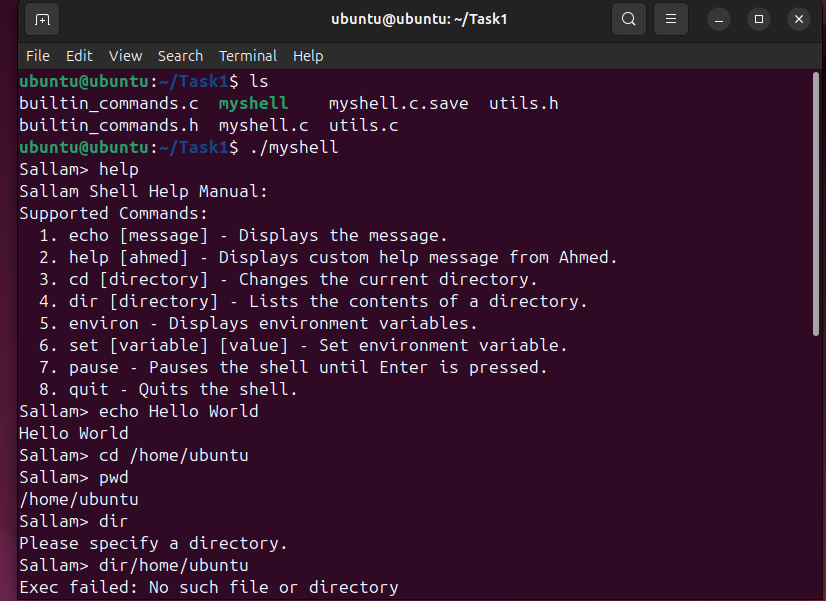 ubuntu@ubuntu: ~/Task1
File Edit View Search Terminal Help
ubuntu@ubuntu:~/Task1$ ls
builtin_commands.c  myshell    myshell.c.save  utils.h
builtin_commands.h  myshell.c  utils.c
ubuntu@ubuntu:~/Task1$ ./myshell
Sallam> help
Sallam Shell Help Manual:
Supported Commands:
  1. echo [message] - Displays the message.
  2. help [ahmed] - Displays custom help message from Ahmed.
  3. cd [directory] - Changes the current directory.
  4. dir [directory] - Lists the contents of a directory.
  5. environ - Displays environment variables.
  6. set [variable] [value] - Set environment variable.
  7. pause - Pauses the shell until Enter is pressed.
  8. quit - Quits the shell.
Sallam> echo Hello World
Hello World
Sallam> cd /home/ubuntu
Sallam> pwd
/home/ubuntu
Sallam> dir
Please specify a directory.
Sallam> dir/home/ubuntu
Exec failed: No such file or directory